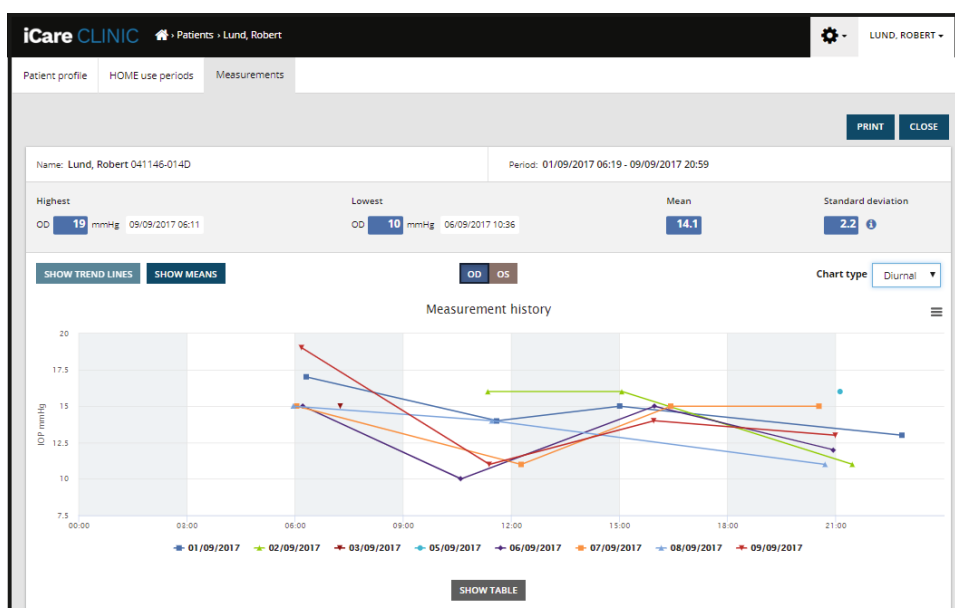 iCare CLINIC › Patients › Lund, Robert LUND, ROBERT
Patient profile HOME use periods Measurements
PRINT CLOSE
Name: Lund, Robert 041146-014D Period: 01/09/2017 06:19 - 09/09/2017 20:59
Highest Lowest Mean Standard deviation
OD 19 mmHg 09/09/2017 06:11 OD 10 mmHg 06/09/2017 10:36 14.1 2.2
SHOW TREND LINES SHOW MEANS OD OS Chart type Diurnal
Measurement history
20
17.5
15
12.5
10
7.5
IOP mmHg
00:00 03:00 06:00 09:00 12:00 15:00 18:00 21:00
01/09/2017 02/09/2017 03/09/2017 05/09/2017 06/09/2017 07/09/2017 08/09/2017 09/09/2017
SHOW TABLE